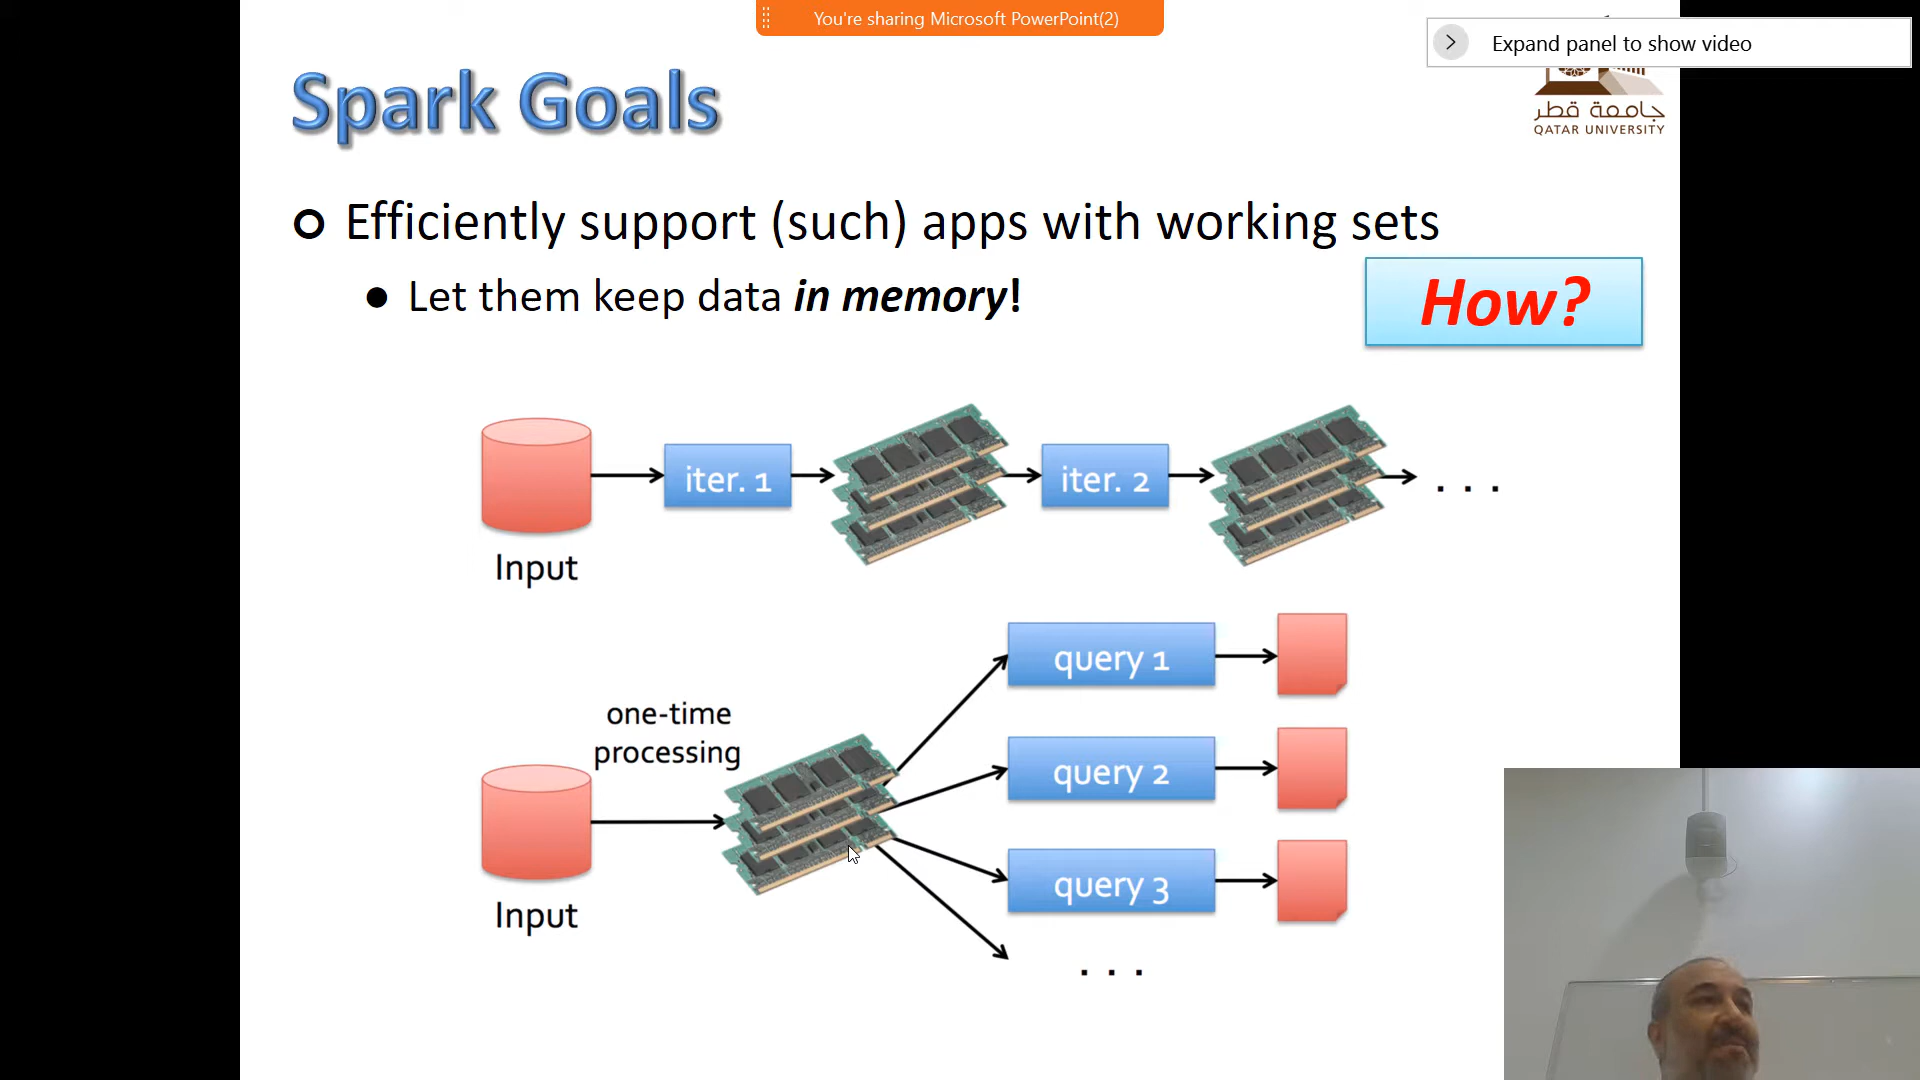 You're sharing Microsoft PowerPoint(2)
Expand panel to show video
Spark Goals
جامعة قطر
QATAR UNIVERSITY
Efficiently support (such) apps with working sets
Let them keep data in memory!
How?
iter. 1
iter. 2
. . .
Input
query 1
one-time
processing
query 2
query 3
Input
. . .